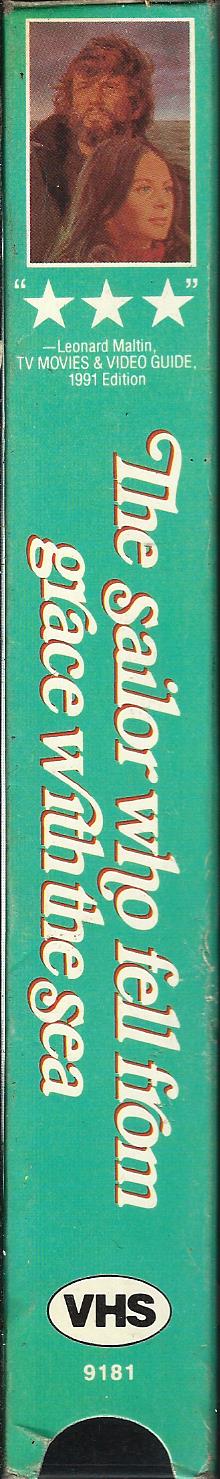 “★★★”
—Leonard Maltin,
TV MOVIES & VIDEO GUIDE,
1991 Edition
The sailor who fell from
grace with the sea
VHS
9181